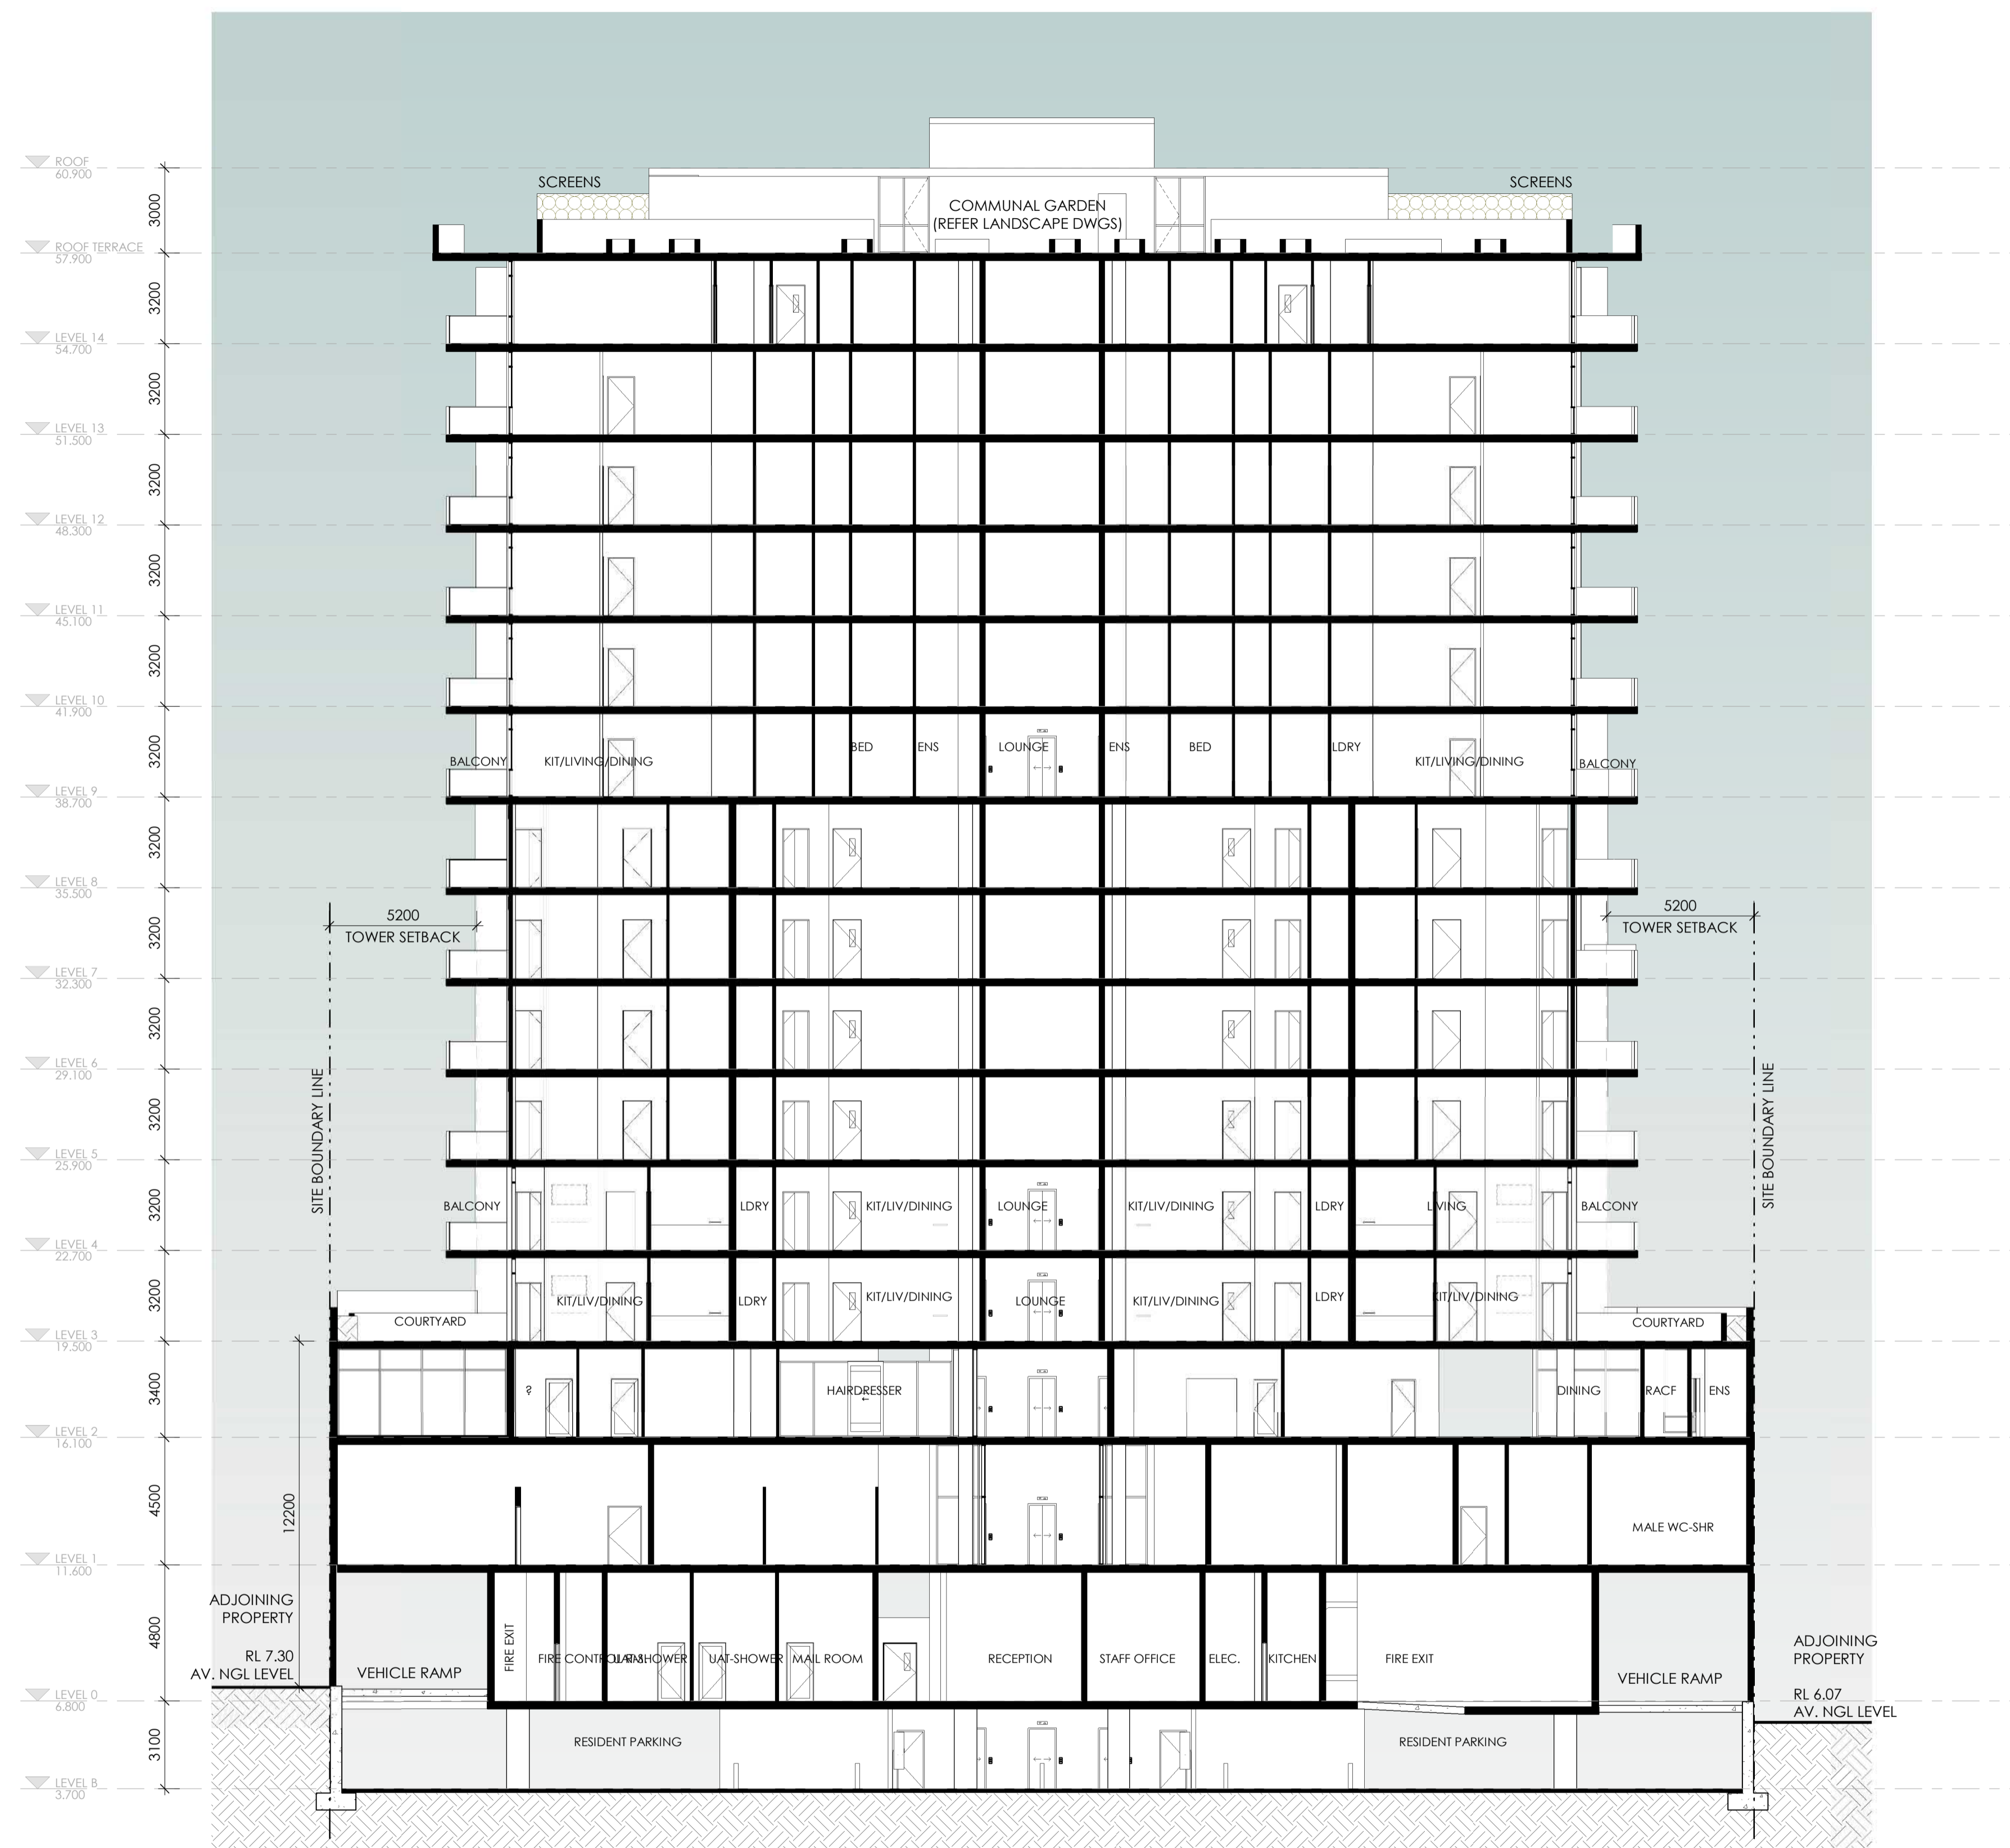 ROOF
60.900
SCREENS
SCREENS
3000
COMMUNAL GARDEN
(REFER LANDSCAPE DWGS)
ROOF TERRACE
57.900
3200
LEVEL 14
54.700
3200
LEVEL 13
51.500
3200
LEVEL 12
48.300
3200
LEVEL 11
45.100
3200
LEVEL 10
41.900
3200
BALCONY
KIT/LIVING/DINING
BED
ENS
LOUNGE
ENS
BED
LDRY
KIT/LIVING/DINING
BALCONY
LEVEL 9
38.700
3200
LEVEL 8
35.500
5200
TOWER SETBACK
5200
TOWER SETBACK
3200
LEVEL 7
32.300
3200
LEVEL 6
29.100
SITE BOUNDARY LINE
SITE BOUNDARY LINE
3200
LEVEL 5
25.900
3200
BALCONY
LDRY
KIT/LIV/DINING
LOUNGE
KIT/LIV/DINING
LDRY
LIVING
BALCONY
LEVEL 4
22.700
3200
COURTYARD
KIT/LIV/DINING
LDRY
KIT/LIV/DINING
LOUNGE
KIT/LIV/DINING
LDRY
KIT/LIV/DINING
COURTYARD
LEVEL 3
19.500
3400
?
HAIRDRESSER
DINING
RACF
ENS
LEVEL 2
16.100
4500
12200
MALE WC-SHR
LEVEL 1
11.600
4800
ADJOINING
PROPERTY
RL 7.30
AV. NGL LEVEL
VEHICLE RAMP
FIRE EXIT
FIRE CONTROL RM.
UAT-SHOWER
UAT-SHOWER
MAIL ROOM
RECEPTION
STAFF OFFICE
ELEC.
KITCHEN
FIRE EXIT
VEHICLE RAMP
ADJOINING
PROPERTY
RL 6.07
AV. NGL LEVEL
LEVEL 0
6.800
3100
RESIDENT PARKING
RESIDENT PARKING
LEVEL B
3.700